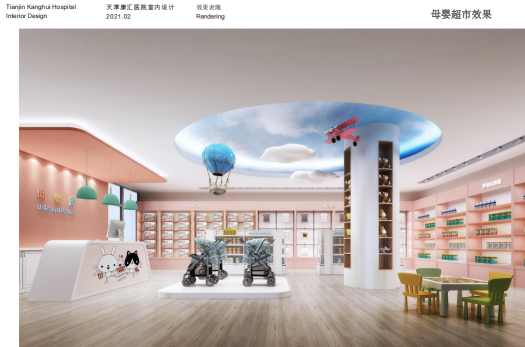 Tianjin Kanghui Hospital
Interior Design
天津康汇医院室内设计
2021.02
效果表现
Rendering
母婴超市效果